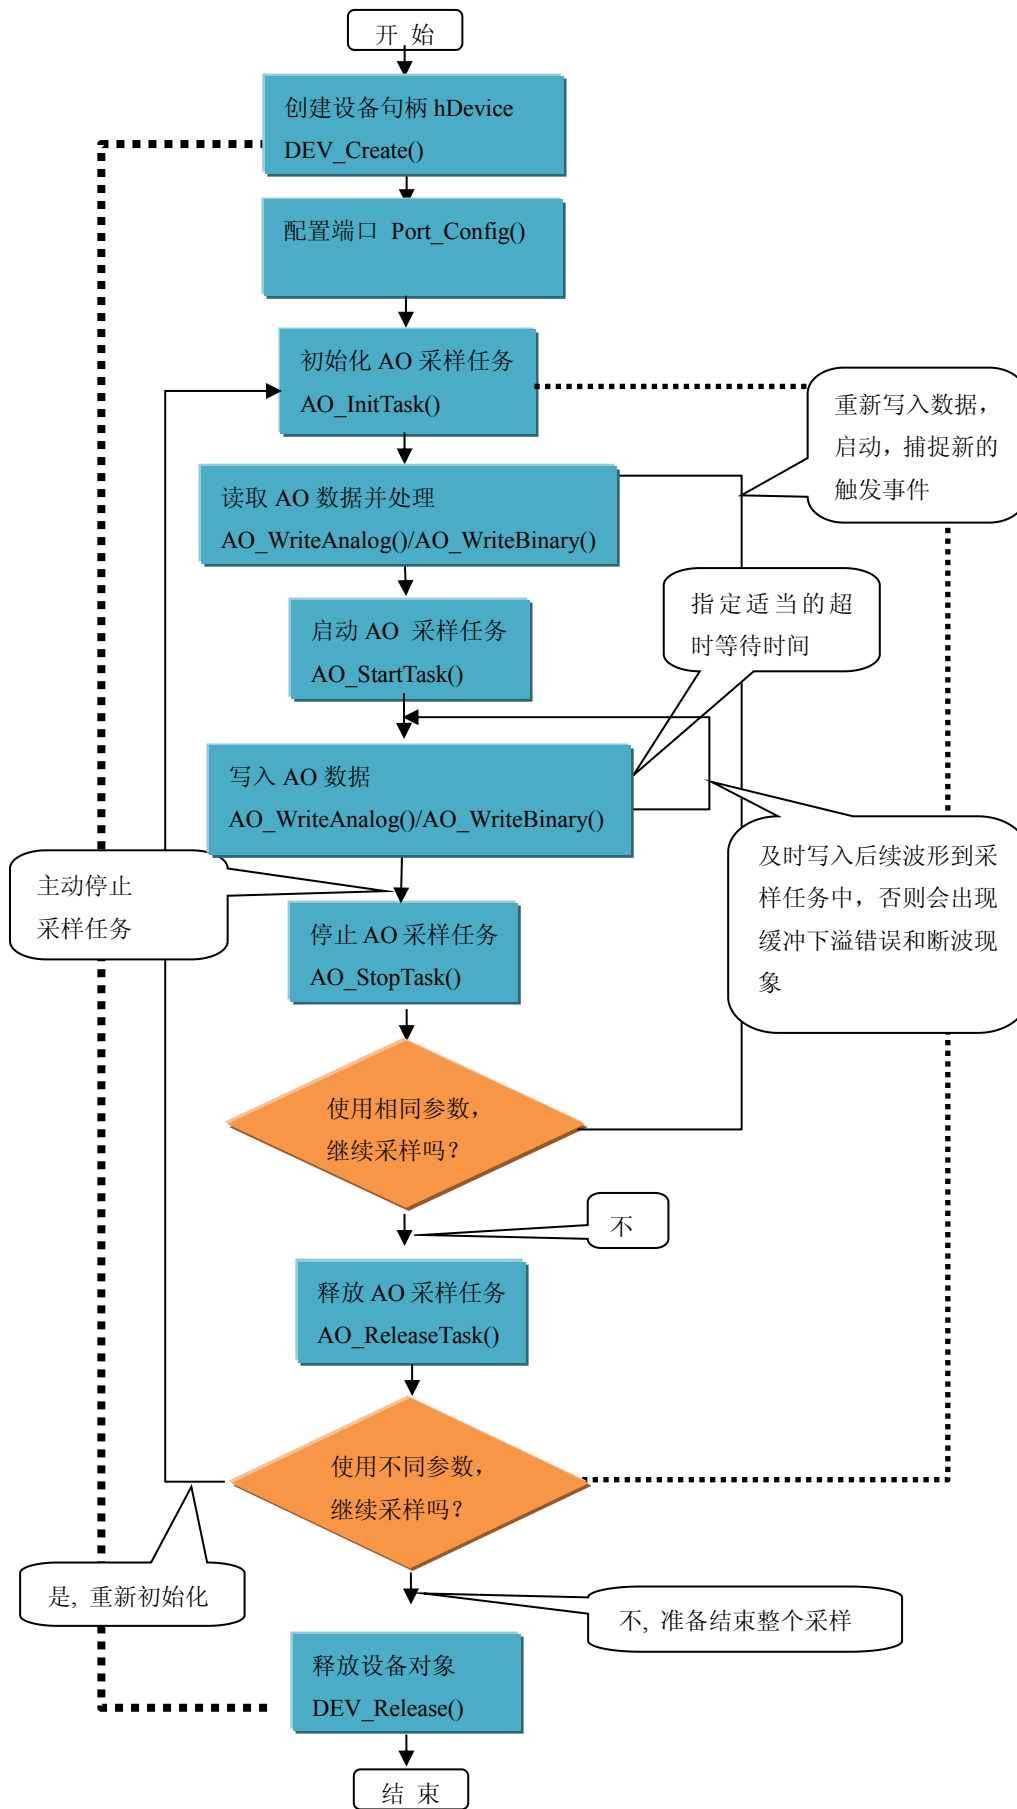 开 始
创建设备句柄 hDevice
DEV_Create()
配置端口 Port_Config()
初始化 AO 采样任务
AO_InitTask()
重新写入数据，
启动，捕捉新的
触发事件
读取 AO 数据并处理
AO_WriteAnalog()/AO_WriteBinary()
指定适当的超
时等待时间
启动 AO 采样任务
AO_StartTask()
写入 AO 数据
AO_WriteAnalog()/AO_WriteBinary()
及时写入后续波形到采
样任务中，否则会出现
缓冲下溢错误和断波现
象
主动停止
采样任务
停止 AO 采样任务
AO_StopTask()
使用相同参数，
继续采样吗？
不
释放 AO 采样任务
AO_ReleaseTask()
使用不同参数，
继续采样吗？
是, 重新初始化
不, 准备结束整个采样
释放设备对象
DEV_Release()
结 束